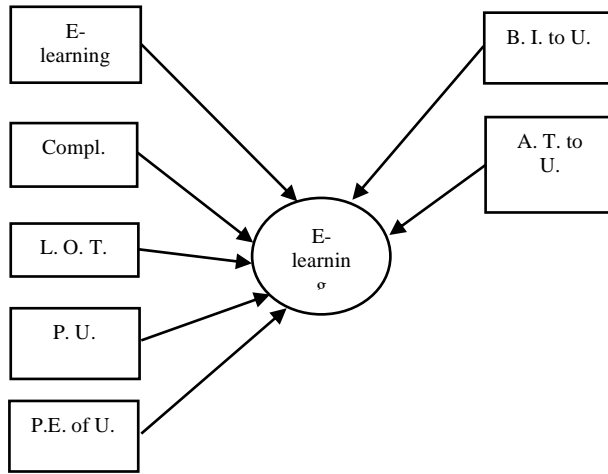 E-
learning
Compl.
L. O. T.
P. U.
P.E. of U.
E-
learnin
g
B. I. to U.
A. T. to
U.